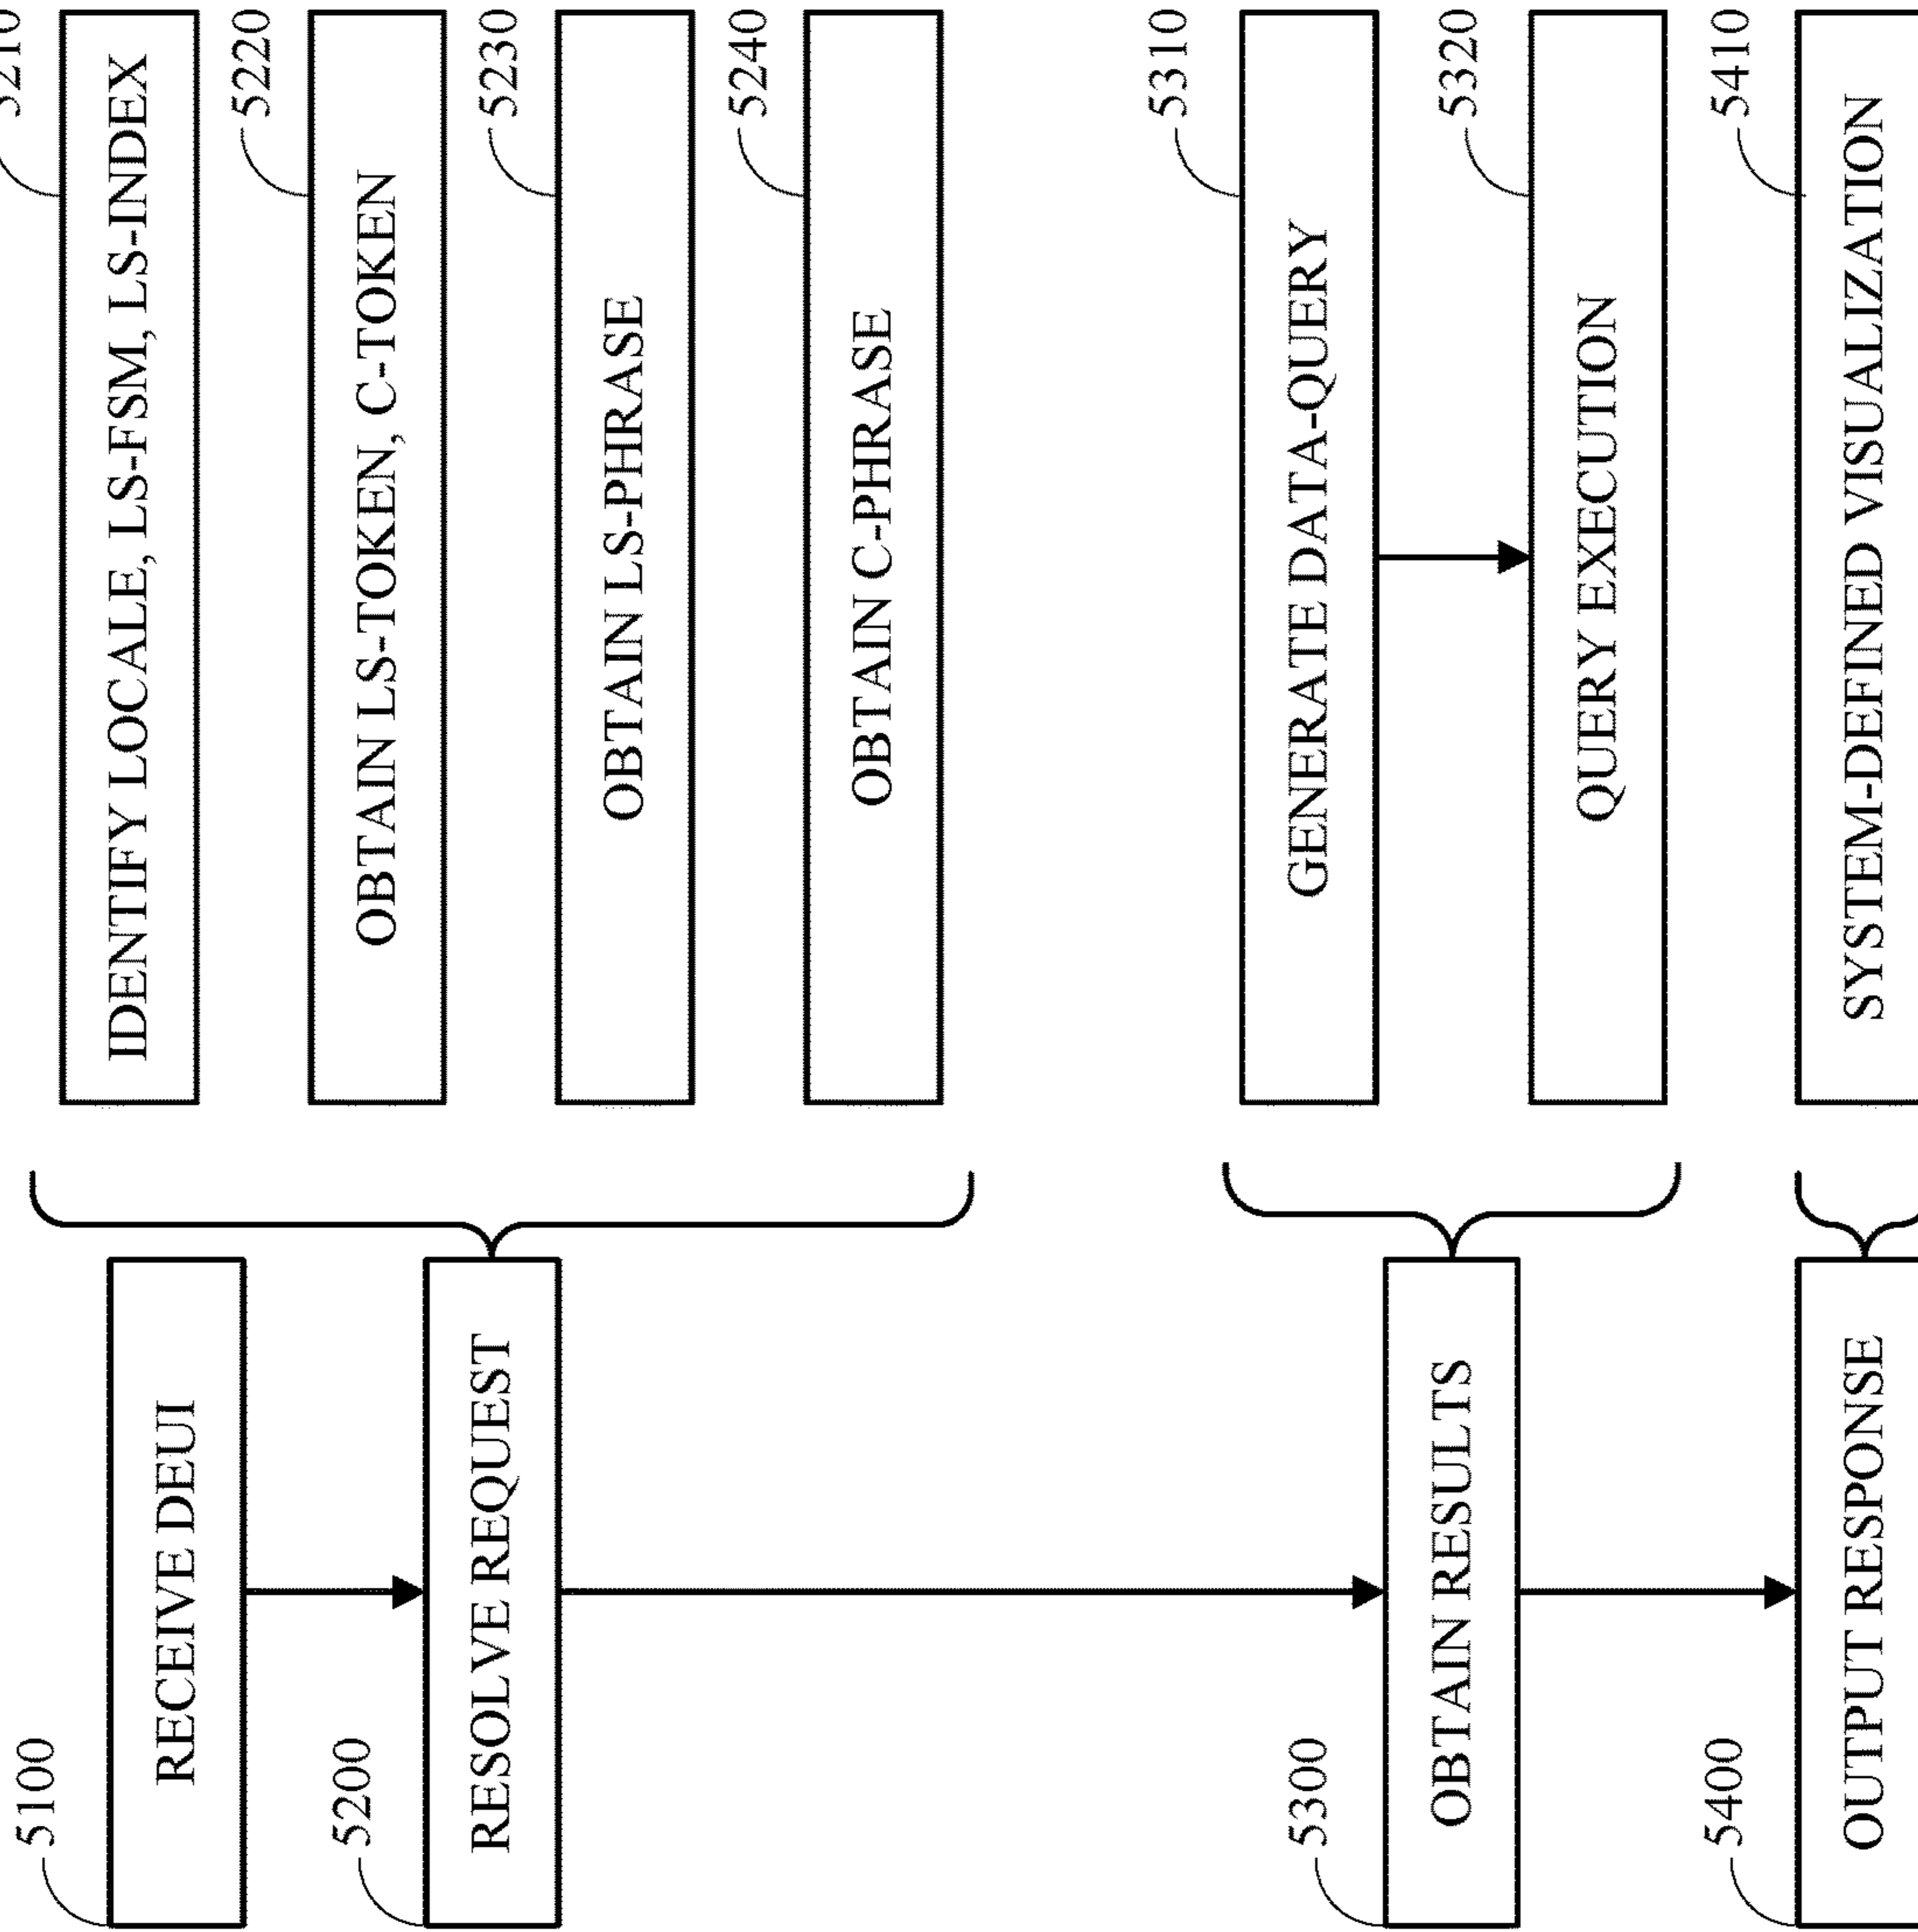 5100
RECEIVE DEUI
5200
RESOLVE REQUEST
5210
IDENTIFY LOCALE, LS-FSM, LS-INDEX
5220
OBTAIN LS-TOKEN, C-TOKEN
5230
OBTAIN LS-PHRASE
5240
OBTAIN C-PHRASE
5300
OBTAIN RESULTS
5310
GENERATE DATA-QUERY
5320
QUERY EXECUTION
5400
OUTPUT RESPONSE
5410
SYSTEM-DEFINED VISUALIZATION